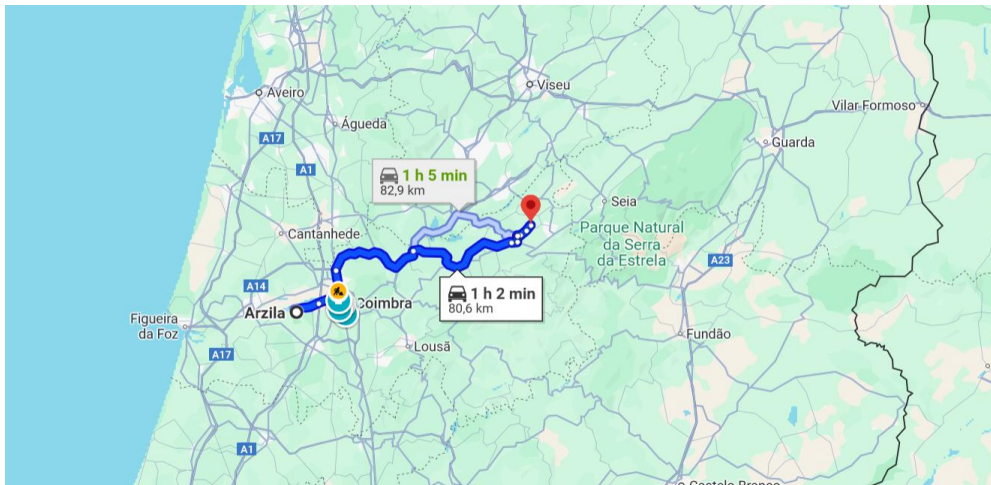 Viseu
Aveiro
Vilar Formoso
Águeda
A17
Guarda
A1
1 h 5 min
82,9 km
Seia
Parque Natural
da Serra
da Estrela
Cantanhede
A23
A14
1 h 2 min
80,6 km
Coimbra
Arzila
Figueira
da Foz
Fundão
Lousã
A17
A1
Castelo Branco